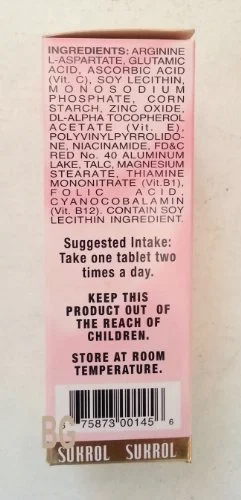 INGREDIENTS: ARGININE
L-ASPARTATE, GLUTAMIC
ACID, ASCORBIC ACID
(Vit. C), SOY LECITHIN,
MONOSODIUM
PHOSPHATE, CORN
STARCH, ZINC OXIDE,
DL-ALPHA TOCOPHEROL
ACETATE (Vit. E),
POLYVINYLPYRROLIDO-
NE, NIACINAMIDE, FD&C
RED No. 40 ALUMINUM
LAKE, TALC, MAGNESIUM
STEARATE, THIAMINE
MONONITRATE (Vit.B1),
FOLIC ACID,
CYANOCOBALAMIN
(Vit. B12). CONTAIN SOY
LECITHIN INGREDIENT.
Suggested Intake:
Take one tablet two
times a day.
KEEP THIS
PRODUCT OUT OF
THE REACH OF
CHILDREN.
STORE AT ROOM
TEMPERATURE.
3 75873 00145 6
BG
SUKROL SUKROL